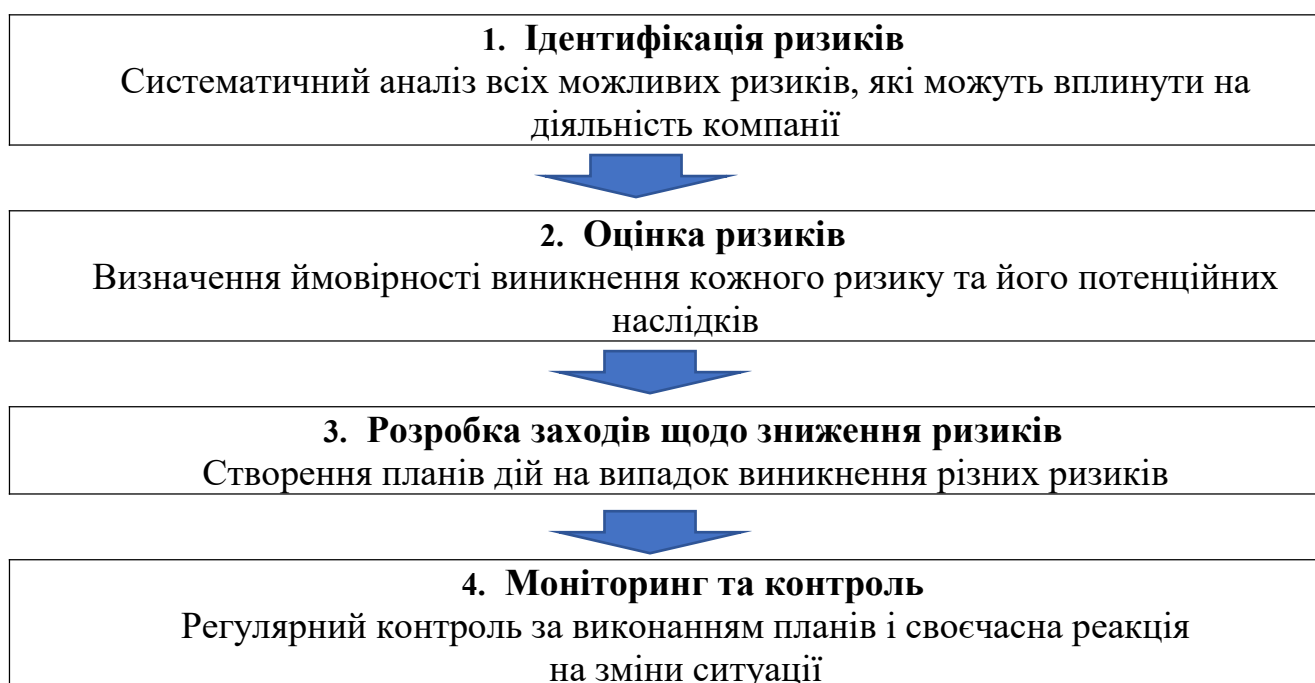 1. Ідентифікація ризиків
Систематичний аналіз всіх можливих ризиків, які можуть вплинути на
діяльність компанії
2. Оцінка ризиків
Визначення ймовірності виникнення кожного ризику та його потенційних
наслідків
3. Розробка заходів щодо зниження ризиків
Створення планів дій на випадок виникнення різних ризиків
4. Моніторинг та контроль
Регулярний контроль за виконанням планів і своєчасна реакція
на зміни ситуації